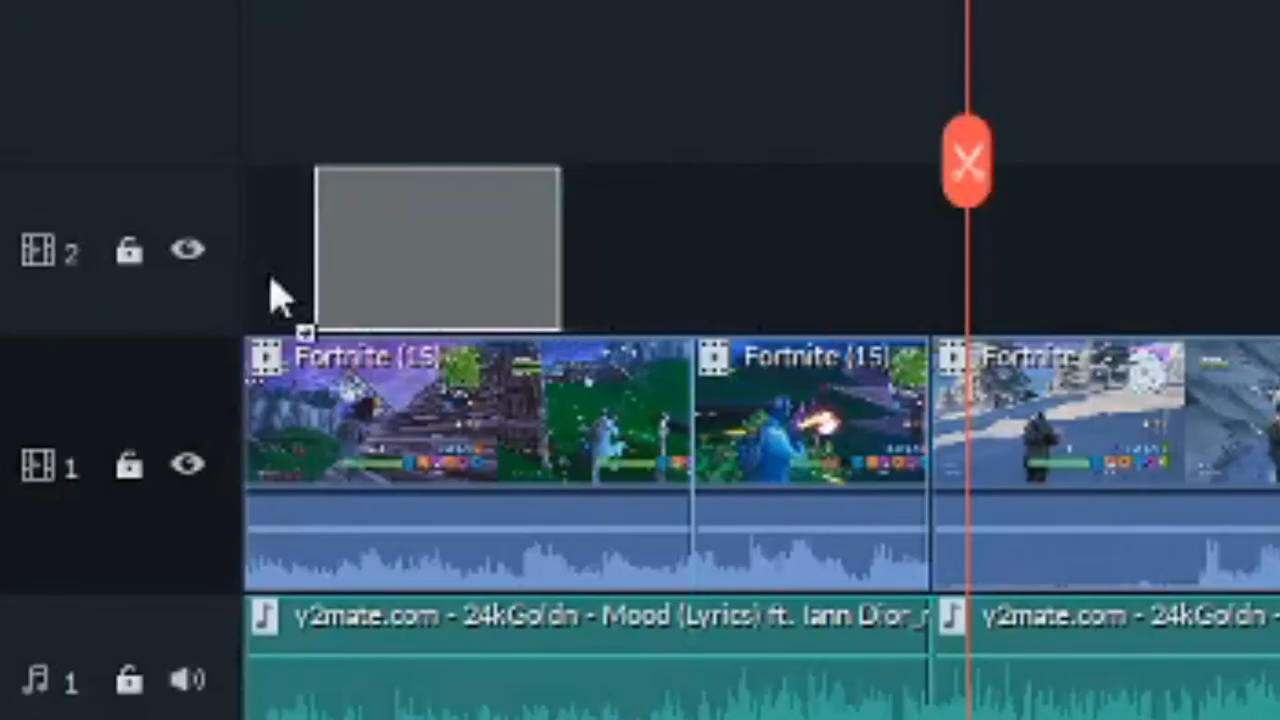 2
Fortnite (15)
Fortnite (15)
Fortnite
1
y2mate.com - 24kGoldn - Mood (Lyrics) ft. Iann Dior_
y2mate.com - 24kGoldn -
1